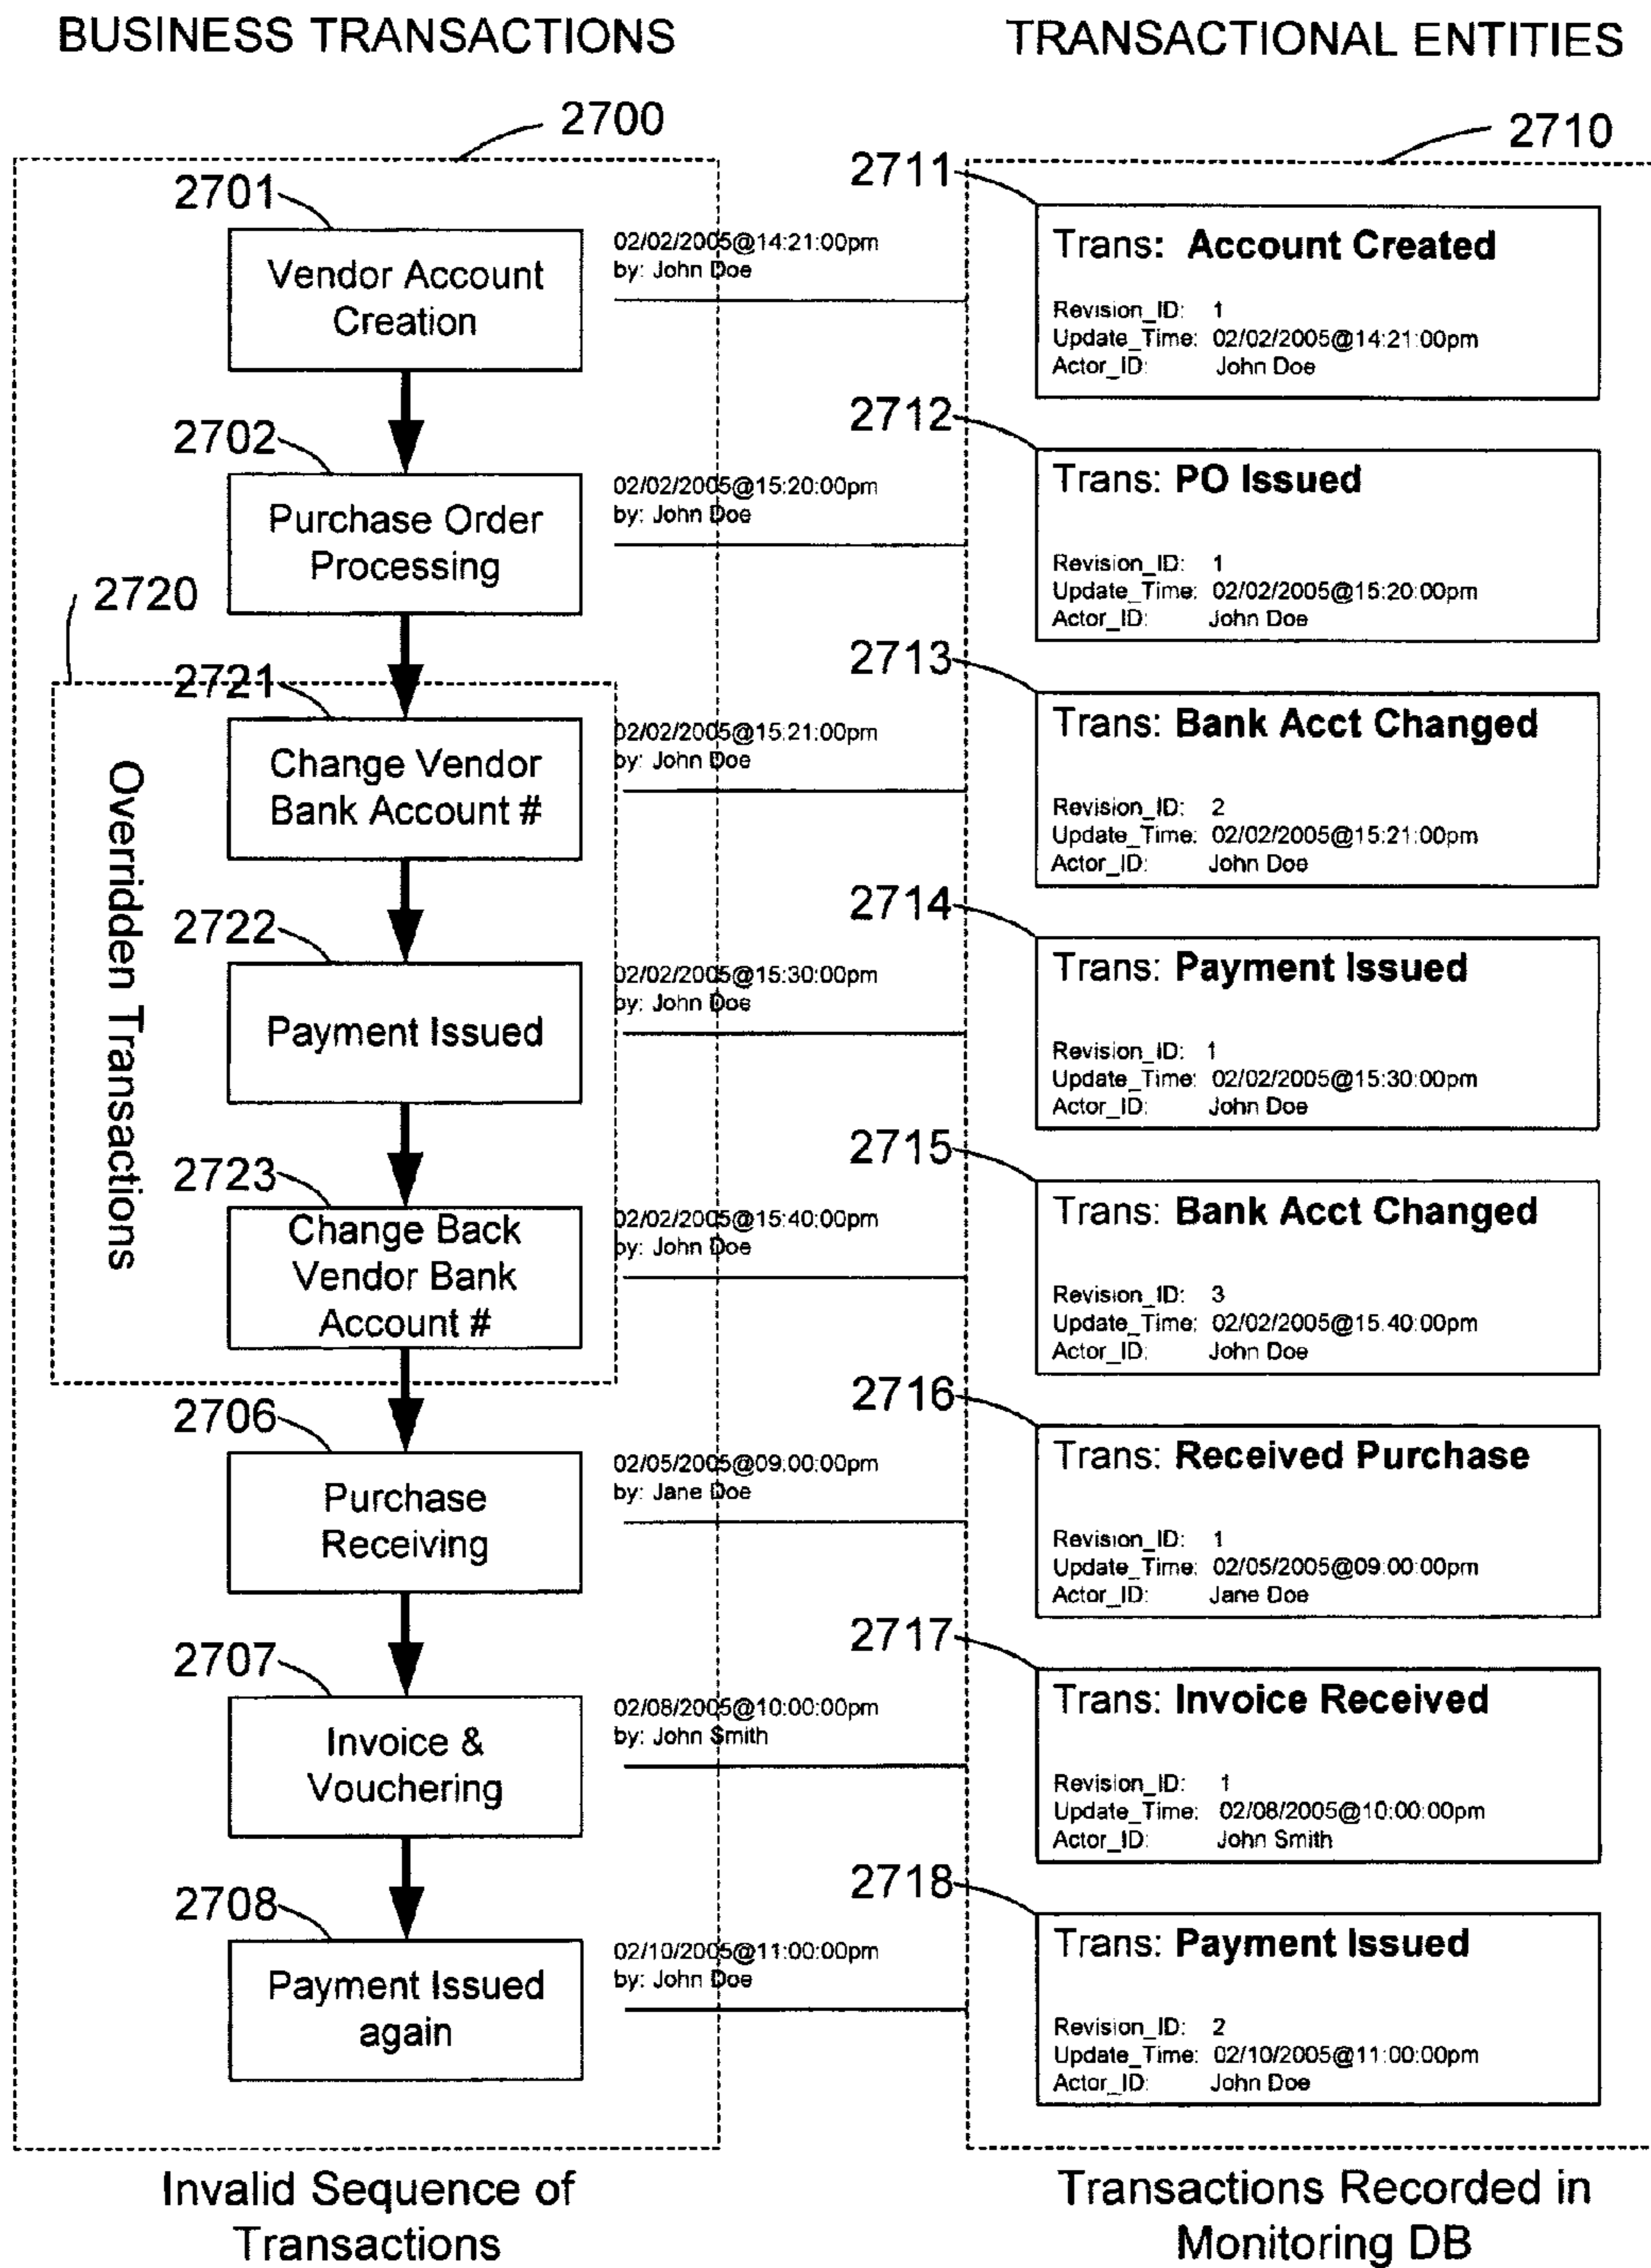 BUSINESS TRANSACTIONS
TRANSACTIONAL ENTITIES
2700
2710
2701
Vendor Account
Creation
02/02/2005@14:21:00pm
by: John Doe
2711
Trans: Account Created
Revision_ID: 1
Update_Time: 02/02/2005@14:21:00pm
Actor_ID: John Doe
2702
Purchase Order
Processing
02/02/2005@15:20:00pm
by: John Doe
2712
Trans: PO Issued
Revision_ID: 1
Update_Time: 02/02/2005@15:20:00pm
Actor_ID: John Doe
2720
Overridden Transactions
2721
Change Vendor
Bank Account #
02/02/2005@15:21:00pm
by: John Doe
2713
Trans: Bank Acct Changed
Revision_ID: 2
Update_Time: 02/02/2005@15:21:00pm
Actor_ID: John Doe
2722
Payment Issued
02/02/2005@15:30:00pm
by: John Doe
2714
Trans: Payment Issued
Revision_ID: 1
Update_Time: 02/02/2005@15:30:00pm
Actor_ID: John Doe
2723
Change Back
Vendor Bank
Account #
02/02/2005@15:40:00pm
by: John Doe
2715
Trans: Bank Acct Changed
Revision_ID: 3
Update_Time: 02/02/2005@15:40:00pm
Actor_ID: John Doe
2706
Purchase
Receiving
02/05/2005@09:00:00pm
by: Jane Doe
2716
Trans: Received Purchase
Revision_ID: 1
Update_Time: 02/05/2005@09:00:00pm
Actor_ID: Jane Doe
2707
Invoice &
Vouchering
02/08/2005@10:00:00pm
by: John Smith
2717
Trans: Invoice Received
Revision_ID: 1
Update_Time: 02/08/2005@10:00:00pm
Actor_ID: John Smith
2708
Payment Issued
again
02/10/2005@11:00:00pm
by: John Doe
2718
Trans: Payment Issued
Revision_ID: 2
Update_Time: 02/10/2005@11:00:00pm
Actor_ID: John Doe
Invalid Sequence of
Transactions
Transactions Recorded in
Monitoring DB